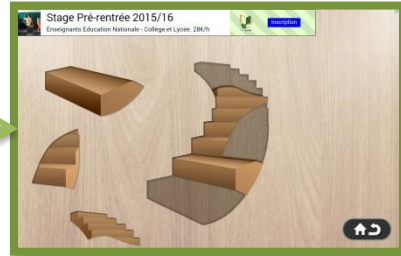 Stage Pré-rentrée 2015/16
Enseignants Education Nationale - Collège et Lycée. 28€/h
Inscription